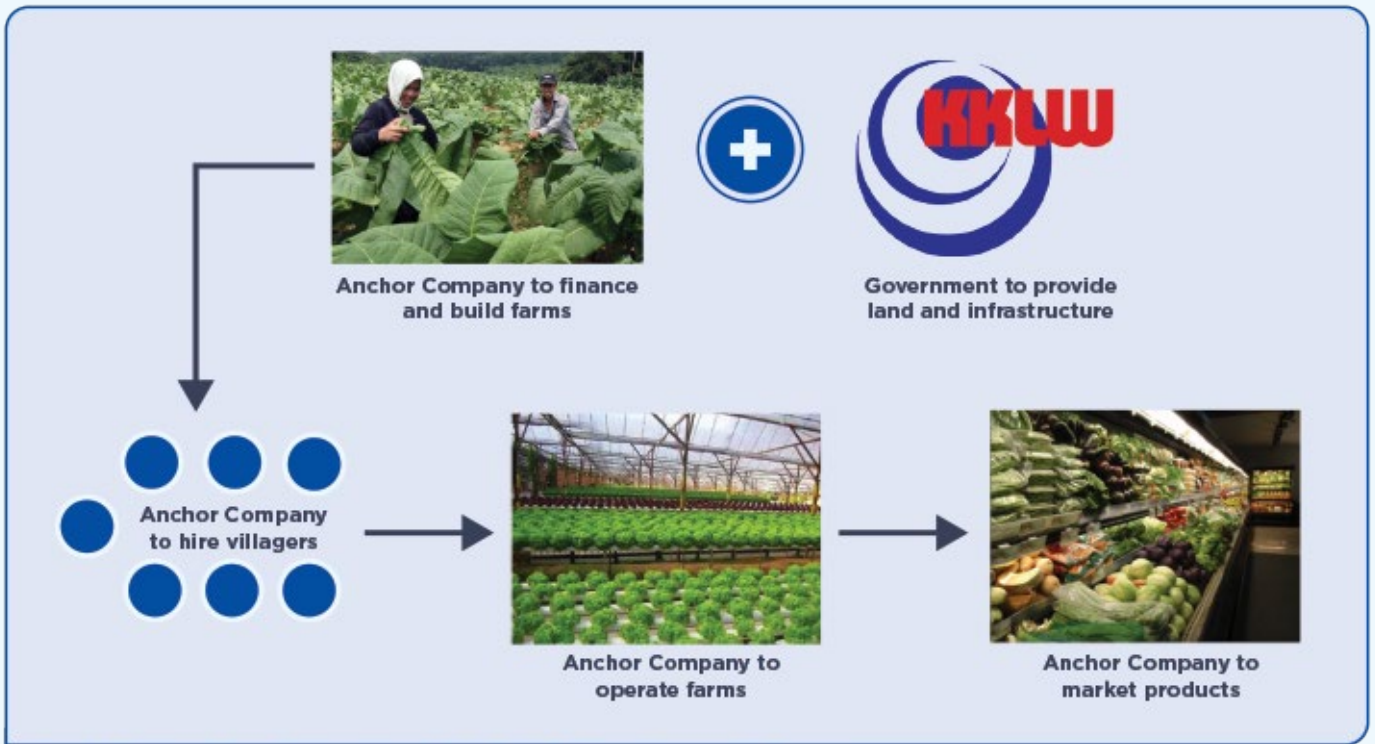 KKLW
Anchor Company to finance
and build farms
Government to provide
land and infrastructure
Anchor Company
to hire villagers
Anchor Company to
operate farms
Anchor Company to
market products